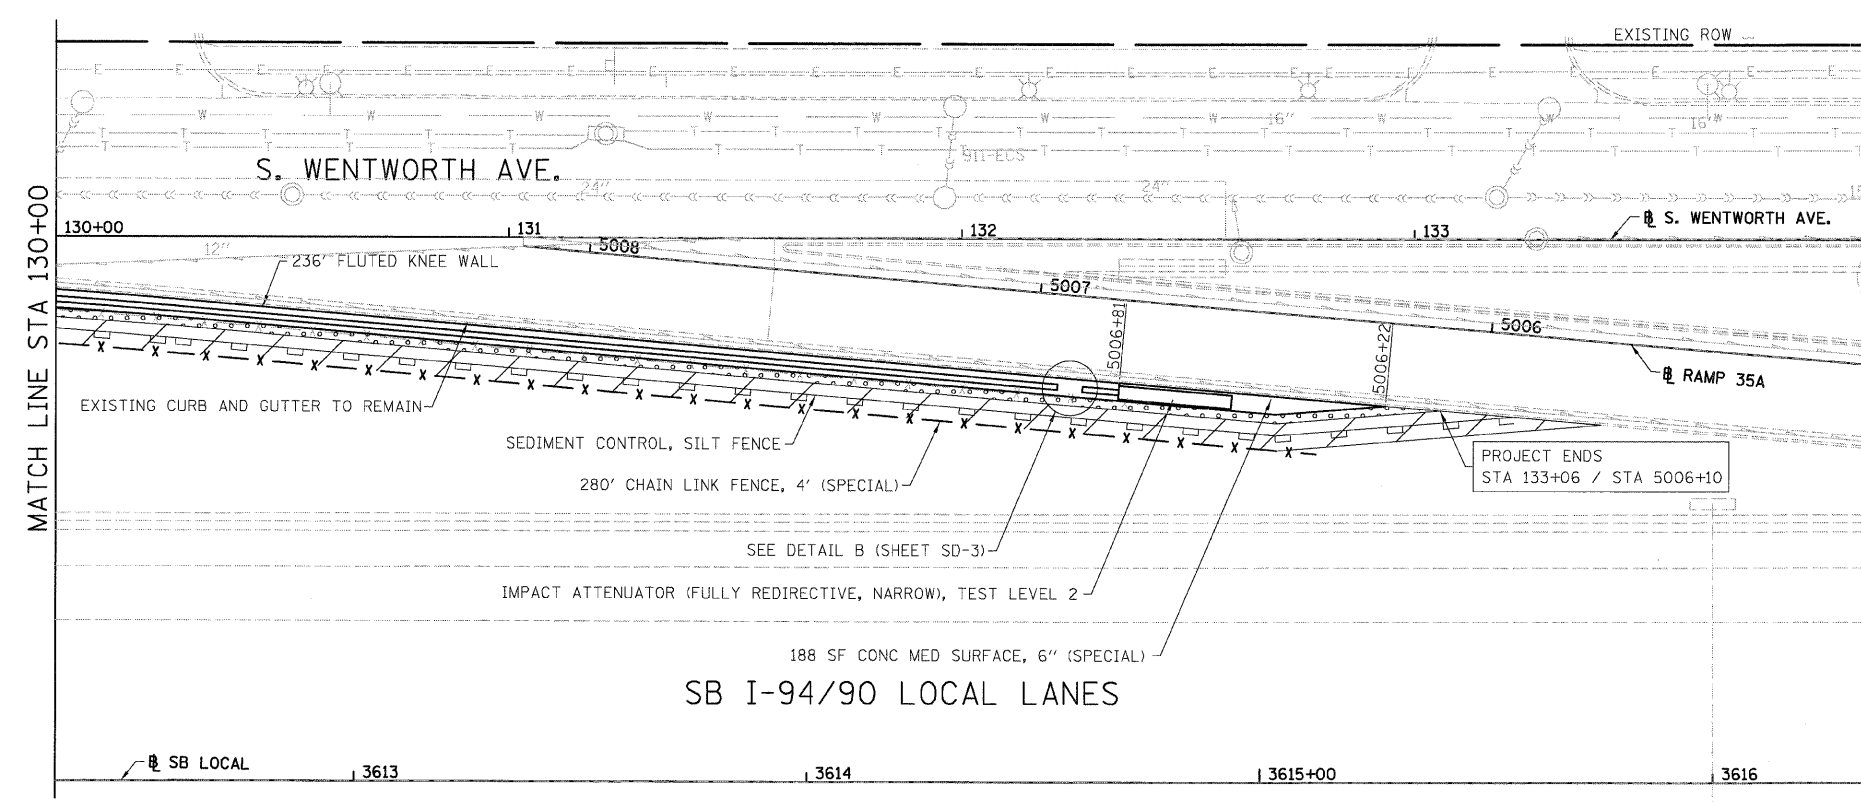 EXISTING ROW
E E E E E E E E E E E E E E E E E E E E E E
W W W W W W W W W
16"
16"
T T T T T T T T T T T T T T T T T T T T
911-ECS
S. WENTWORTH AVE.
24"
24"
130+00
131
132
133
℄ S. WENTWORTH AVE.
12"
5008
236' FLUTED KNEE WALL
5007
5006+81
5006+22
5006
℄ RAMP 35A
MATCH LINE STA 130+00
EXISTING CURB AND GUTTER TO REMAIN
SEDIMENT CONTROL, SILT FENCE
PROJECT ENDS
STA 133+06 / STA 5006+10
280' CHAIN LINK FENCE, 4' (SPECIAL)
SEE DETAIL B (SHEET SD-3)
IMPACT ATTENUATOR (FULLY REDIRECTIVE, NARROW), TEST LEVEL 2
188 SF CONC MED SURFACE, 6" (SPECIAL)
SB I-94/90 LOCAL LANES
℄ SB LOCAL
3613
3614
3615+00
3616